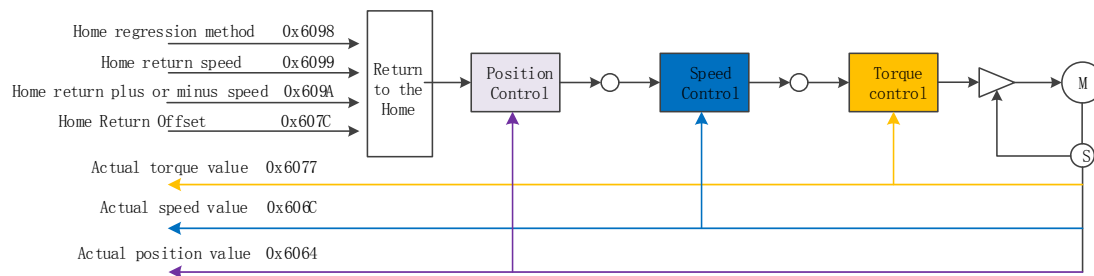 Home regression method 0x6098
Home return speed 0x6099
Home return plus or minus speed 0x609A
Home Return Offset 0x607C
Return
to the
Home
Position
Control
Speed
Control
Torque
control
M
S
Actual torque value 0x6077
Actual speed value 0x606C
Actual position value 0x6064